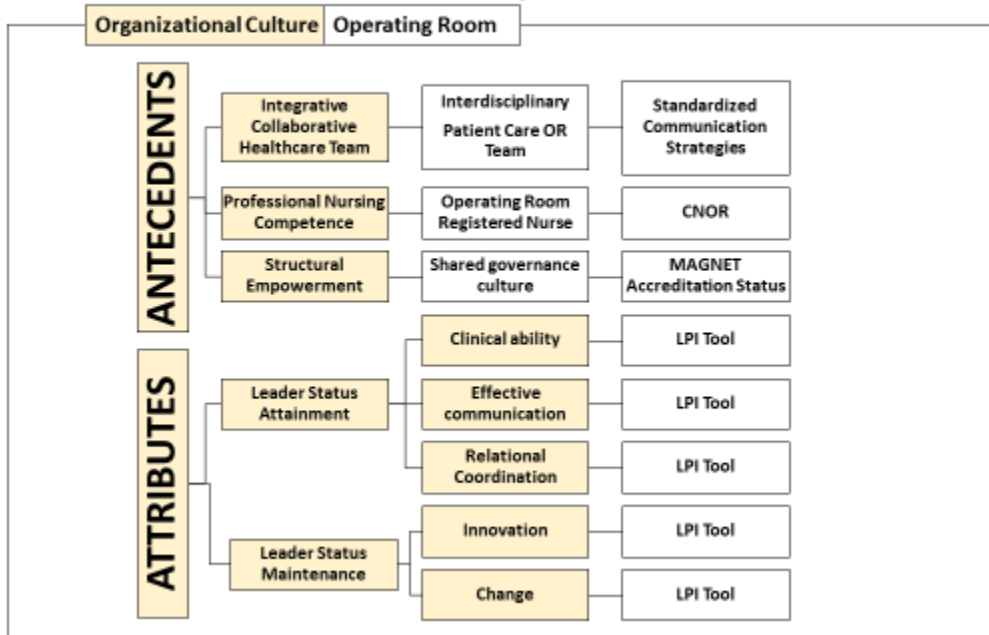 Organizational Culture
Operating Room
ANTECEDENTS
Integrative
Collaborative
Healthcare Team
Interdisciplinary
Patient Care OR
Team
Standardized
Communication
Strategies
Professional Nursing
Competence
Operating Room
Registered Nurse
CNOR
Structural
Empowerment
Shared governance
culture
MAGNET
Accreditation Status
ATTRIBUTES
Leader Status
Attainment
Clinical ability
LPI Tool
Effective
communication
LPI Tool
Relational
Coordination
LPI Tool
Leader Status
Maintenance
Innovation
LPI Tool
Change
LPI Tool